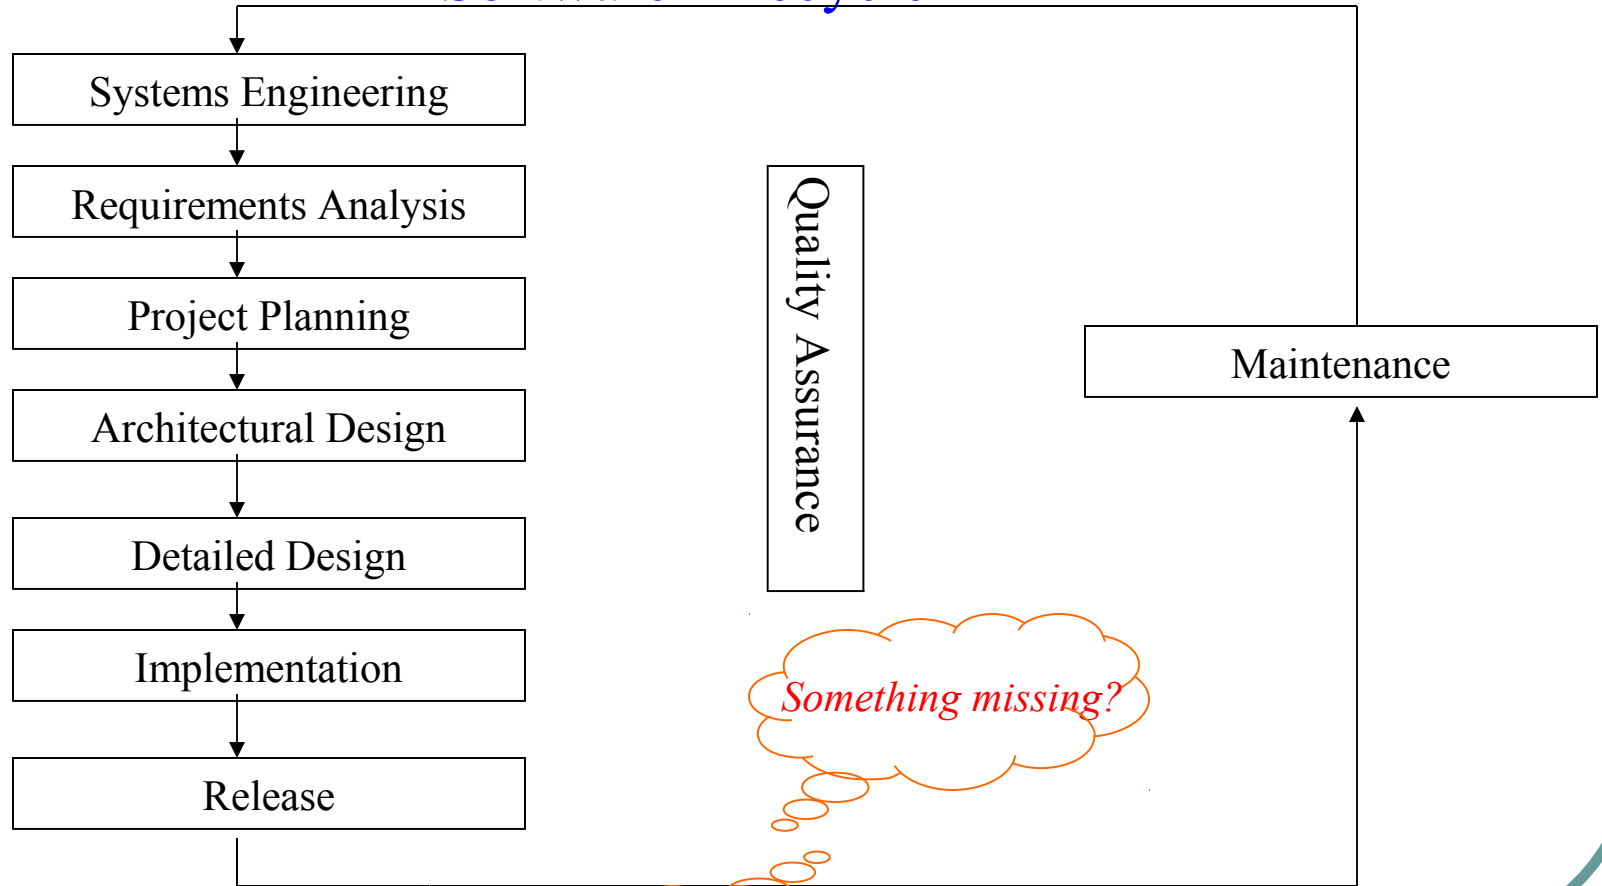 Systems Engineering
Requirements Analysis
Project Planning
Architectural Design
Detailed Design
Implementation
Release
Quality Assurance
Something missing?
Maintenance